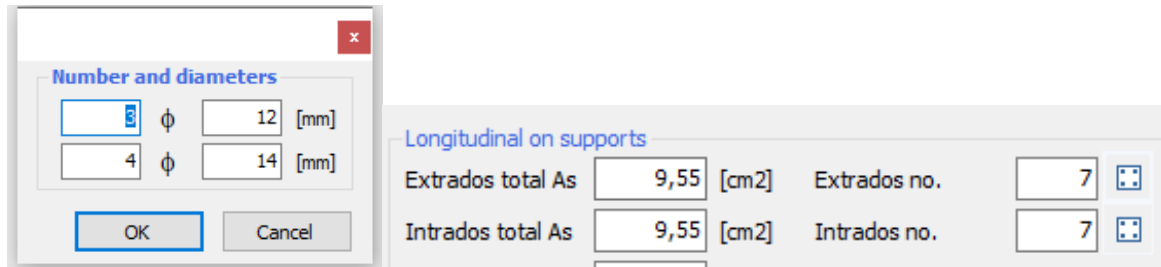 x
Number and diameters
3 ϕ 12 [mm]
4 ϕ 14 [mm]
OK Cancel
Longitudinal on supports
Extrados total As 9,55 [cm2] Extrados no. 7
Intrados total As 9,55 [cm2] Intrados no. 7